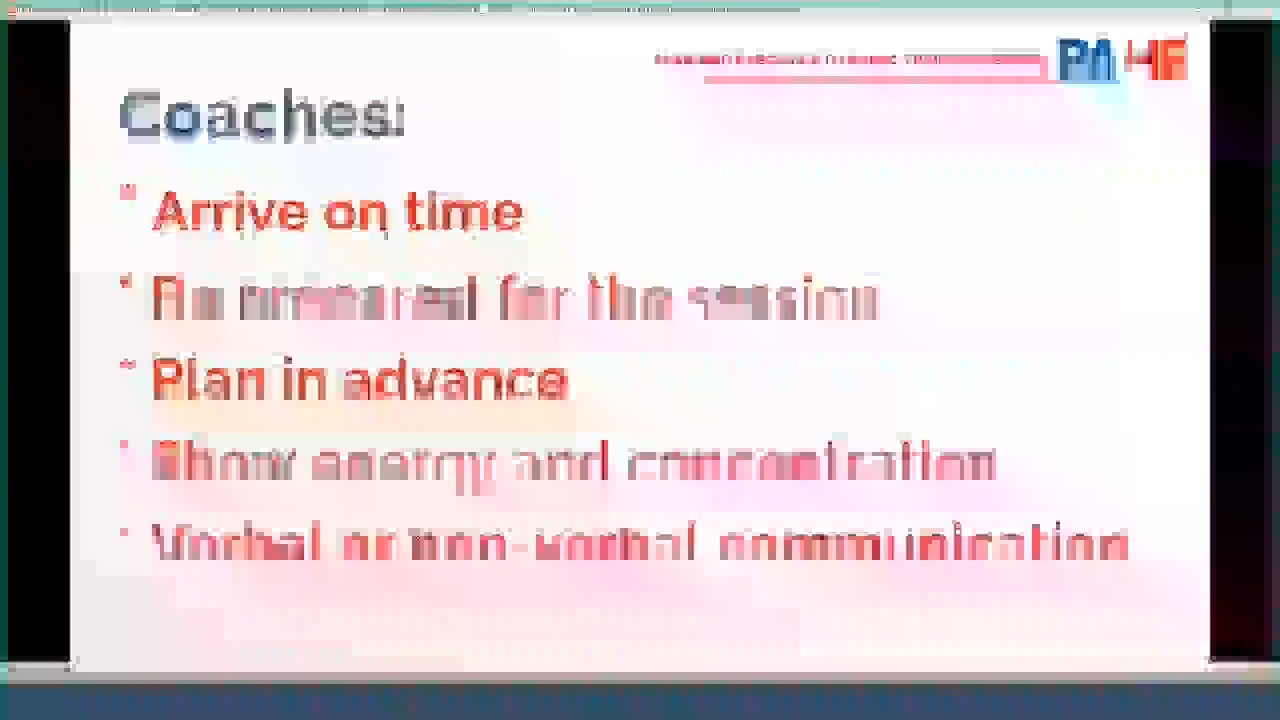 Coaches:
* Arrive on time
* Be prepared for the session
* Plan in advance
* Show energy and concentration
* Verbal or non-verbal communication